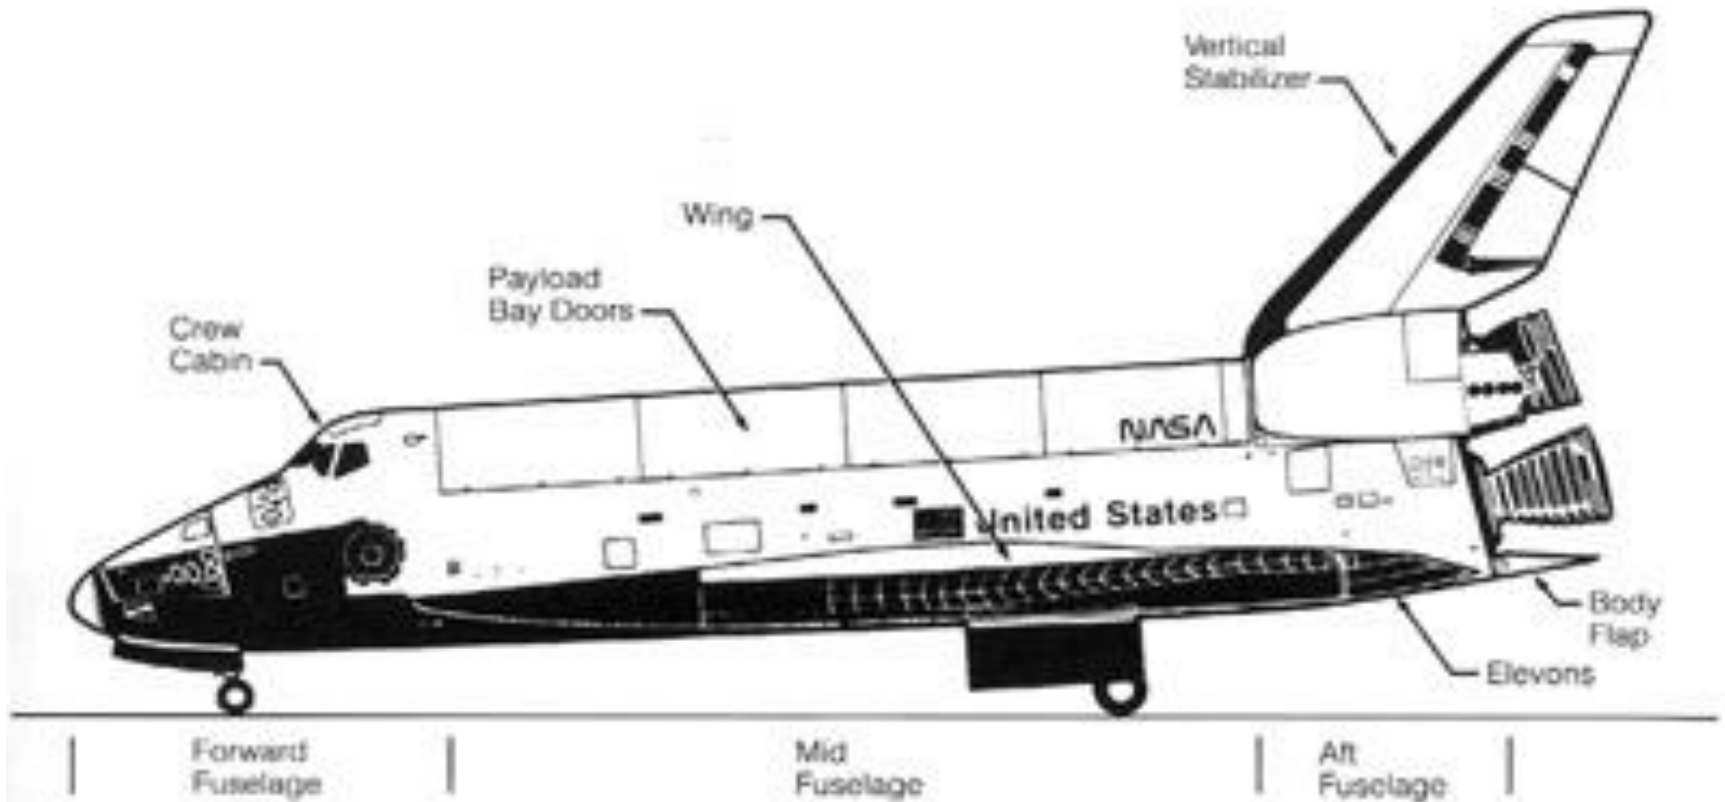 Vertical
Stabilizer
Wing
Payload
Bay Doors
Crew
Cabin
NASA
United States
Body
Flap
Elevons
Forward
Fuselage
Mid
Fuselage
Aft
Fuselage